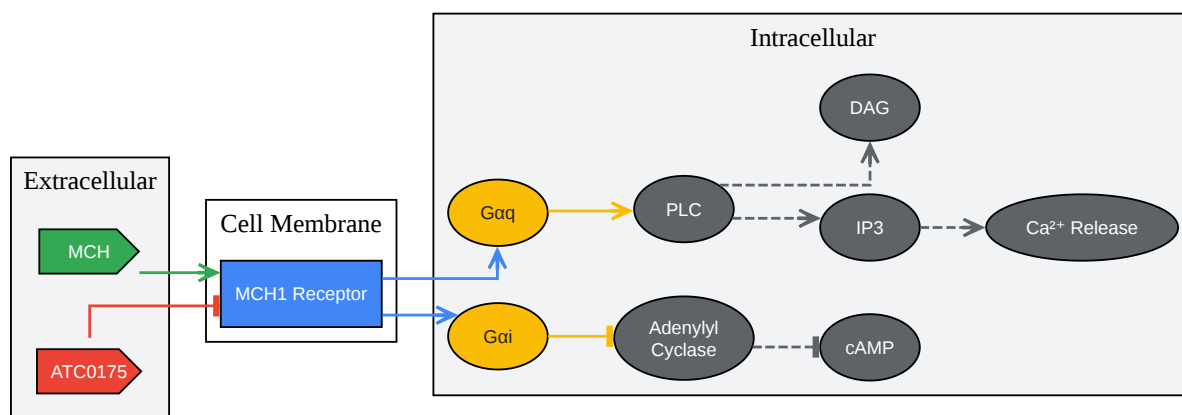 Intracellular
DAG
Extracellular
Cell Membrane
Gαq
PLC
IP3
Ca²⁺ Release
MCH
MCH1 Receptor
Gαi
Adenylyl
Cyclase
cAMP
ATC0175